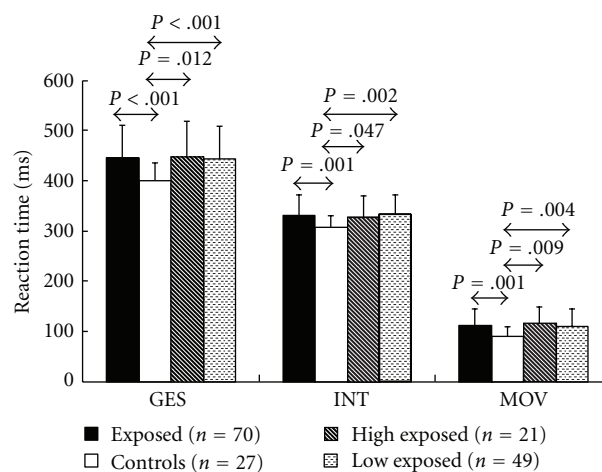 P < .001
P = .012
P < .001
P = .002
P = .047
P = .001
P = .004
P = .009
P = .001
Reaction time (ms)
600
500
400
300
200
100
0
GES INT MOV
Exposed (n = 70) High exposed (n = 21)
Controls (n = 27) Low exposed (n = 49)